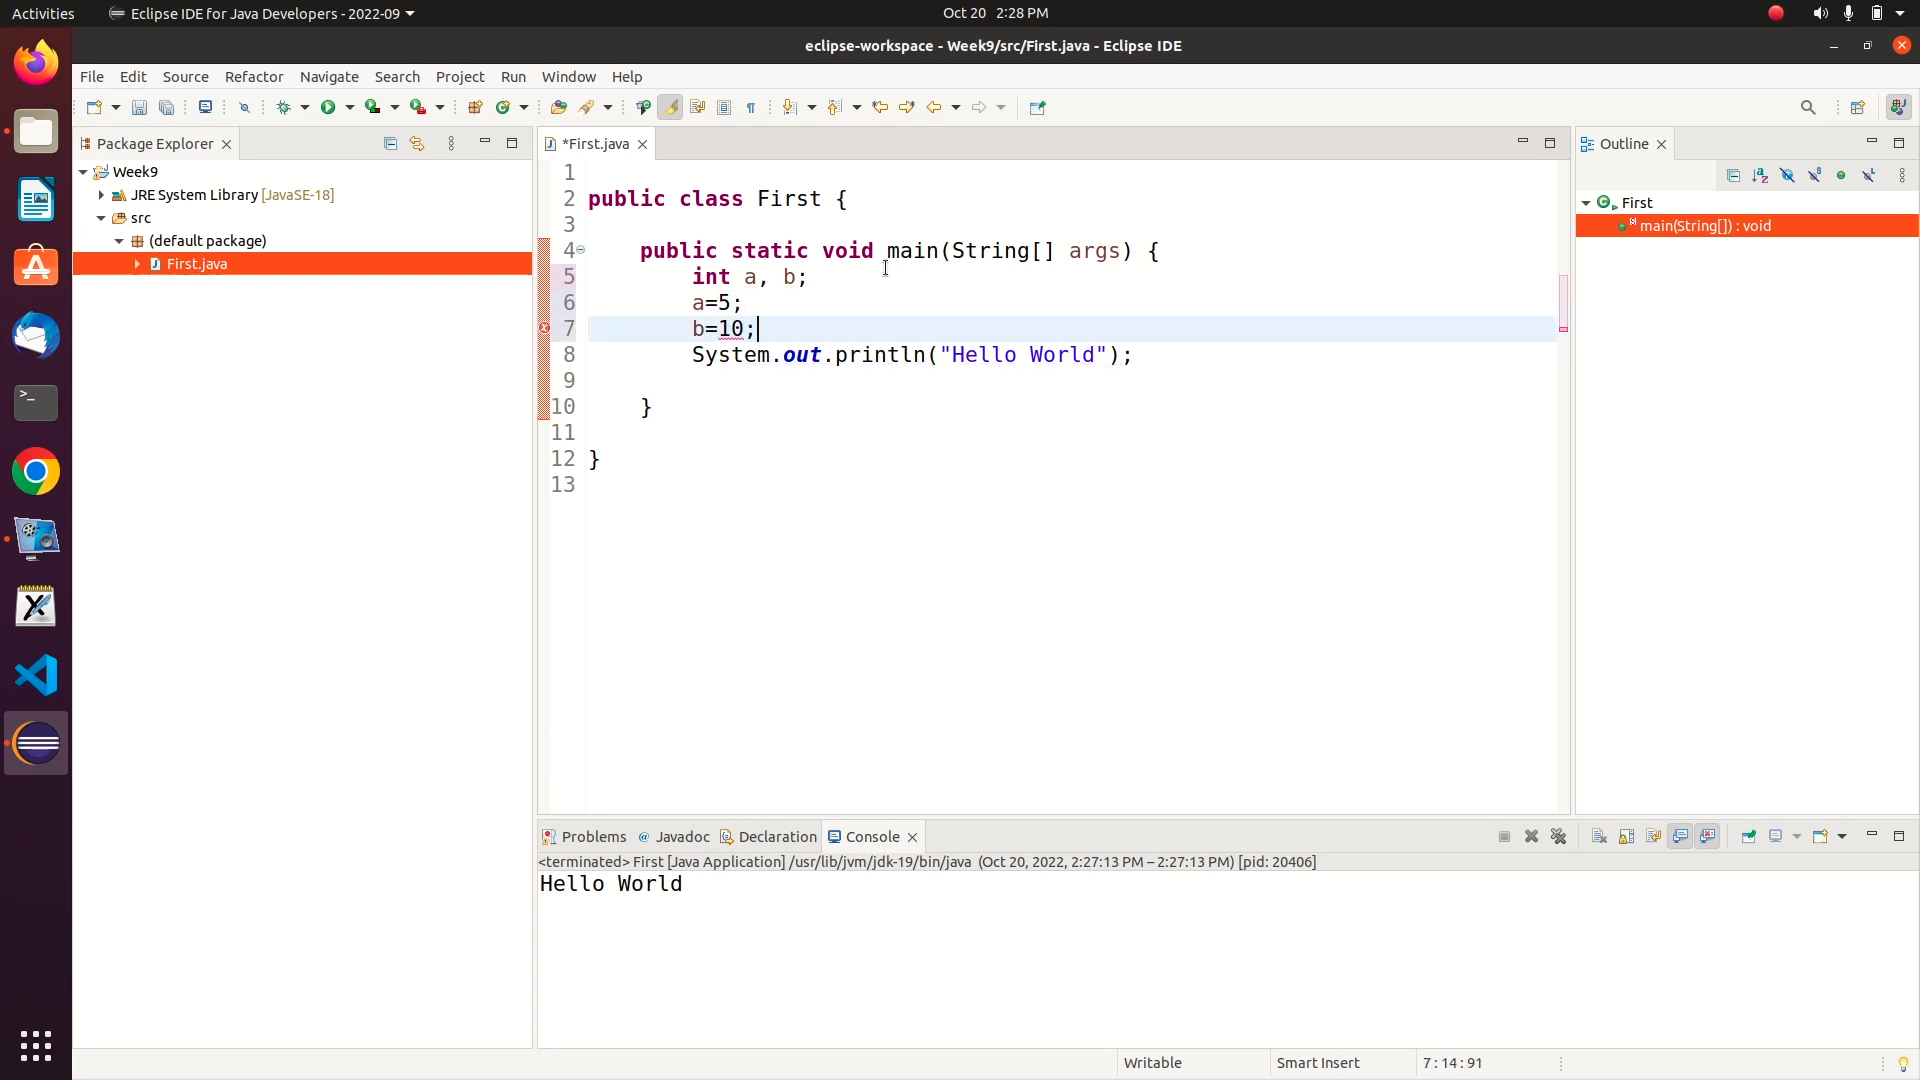 Activities
Eclipse IDE for Java Developers - 2022-09
Oct 20 2:28 PM
eclipse-workspace - Week9/src/First.java - Eclipse IDE
File Edit Source Refactor Navigate Search Project Run Window Help
Package Explorer
*First.java
Outline
Week9
JRE System Library [JavaSE-18]
src
(default package)
First.java
1
2 public class First {
3
4 public static void main(String[] args) {
5 int a, b;
6 a=5;
7 b=10;
8 System.out.println("Hello World");
9
10 }
11
12 }
13
First
main(String[]) : void
Problems Javadoc Declaration Console
<terminated> First [Java Application] /usr/lib/jvm/jdk-19/bin/java (Oct 20, 2022, 2:27:13 PM – 2:27:13 PM) [pid: 20406]
Hello World
Writable
Smart Insert
7 : 14 : 91